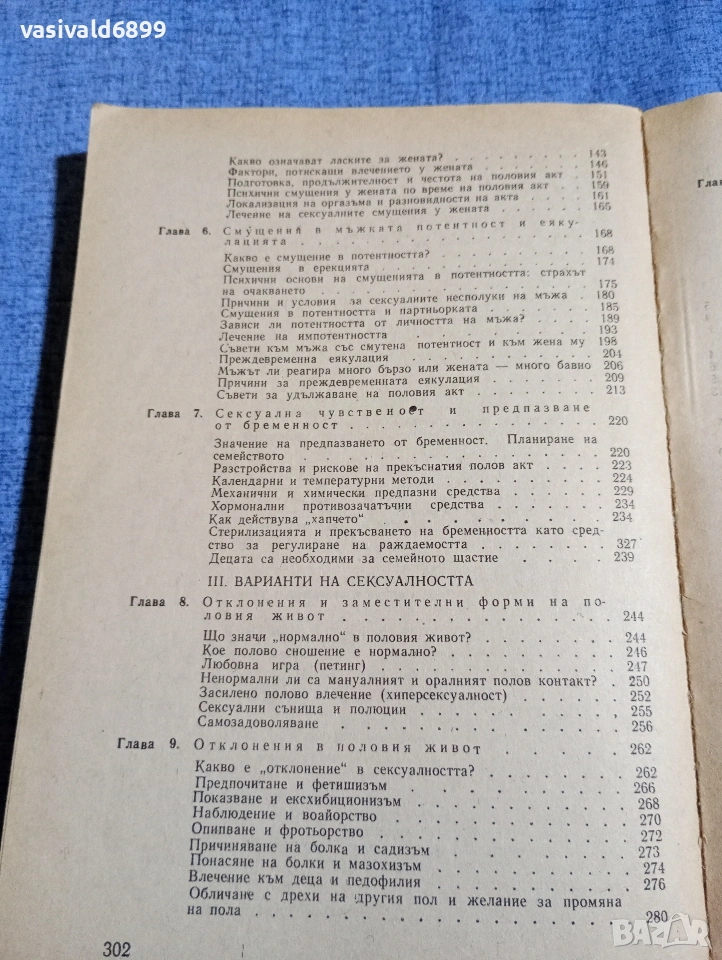 vasivald6899
Какво означават ласките за жената? . . . . . . . . 143
Фактори, потискащи влечението у жената . . . . . . 146
Подготовка, продължителност и честота на половия акт . 151
Психични смущения у жената по време на половия акт . . 159
Локализация на оргазма и разновидности на акта . . . . 161
Лечение на сексуалните смущения у жената . . . . . . 165
Глава 6. Смущения в мъжката потентност и еяку-
лацията . . . . . . . . . . . . . . . 168
Какво е смущение в потентността? . . . . . . . . 168
Смущения в ерекцията . . . . . . . . . . . . 174
Психични основи на смущенията в потентността: страхът
на очакването . . . . . . . . . . . . . . 175
Причини и условия за сексуалните несполуки на мъжа . 180
Смущения в потентността и партньорката . . . . . . 185
Зависи ли потентността от личността на мъжа? . . . . 189
Лечение на импотентността . . . . . . . . . . 193
Съвети към мъжа със смутена потентност и към жена му 198
Преждевременна еякулация . . . . . . . . . . . 204
Мъжът ли реагира много бързо или жената — много бавно 206
Причини за преждевременната еякулация . . . . . . 209
Съвети за удължаване на половия акт . . . . . . . 213
Глава 7. Сексуална чувственост и предпазване
от бременност . . . . . . . . . . . . . 220
Значение на предпазването от бременност. Планиране на
семейството . . . . . . . . . . . . . . . 220
Разстройства и рискове на прекъснатия полов акт . . . 223
Календарни и температурни методи . . . . . . . . 224
Механични и химически предпазни средства . . . . . 229
Хормонални противозачатъчни средства . . . . . . 234
Как действува „хапчето“ . . . . . . . . . . . 234
Стерилизацията и прекъсването на бременността като сред-
ство за регулиране на раждаемостта . . . . . . . 327
Децата са необходими за семейното щастие . . . . . 239
III. ВАРИАНТИ НА СЕКСУАЛНОСТТА
Глава 8. Отклонения и заместителни форми на по-
ловия живот . . . . . . . . . . . . . . 244
Що значи „нормално“ в половия живот? . . . . . . 244
Кое полово сношение е нормално? . . . . . . . . 246
Любовна игра (петинг) . . . . . . . . . . . . 247
Ненормални ли са мануалният и оралният полов контакт? . 250
Засилено полово влечение (хиперсексуалност) . . . . . 252
Сексуални сънища и полюции . . . . . . . . . . 255
Самозадоволяване . . . . . . . . . . . . . . 256
Глава 9. Отклонения в половия живот . . . . . . . 262
Какво е „отклонение“ в сексуалността? . . . . . . . 262
Предпочитане и фетишизъм . . . . . . . . . . . 266
Показване и ексхибиционизъм . . . . . . . . . . 268
Наблюдение и воайорство . . . . . . . . . . . 270
Опипване и фротьорство . . . . . . . . . . . . 272
Причиняване на болка и садизъм . . . . . . . . . 273
Понасяне на болки и мазохизъм . . . . . . . . . 274
Влечение към деца и педофилия . . . . . . . . . 276
Обличане с дрехи на другия пол и желание за промяна
на пола . . . . . . . . . . . . . . . . . 280
302
BAZAR